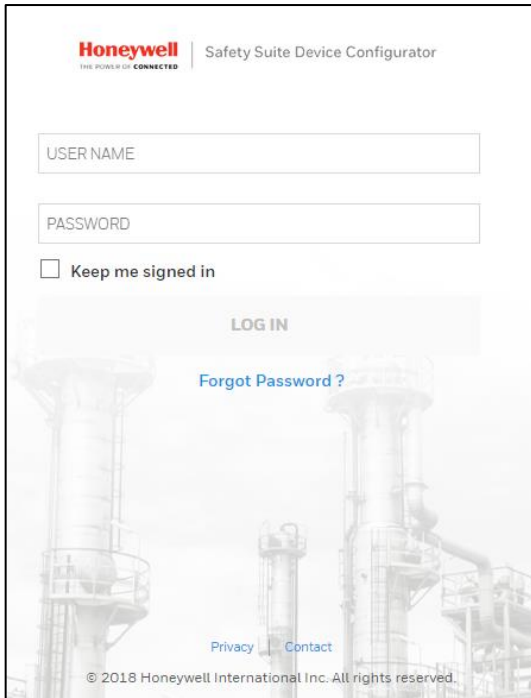 Honeywell
THE POWER OF CONNECTED
Safety Suite Device Configurator
USER NAME
PASSWORD
Keep me signed in
LOG IN
Forgot Password ?
Privacy | Contact
© 2018 Honeywell International Inc. All rights reserved.